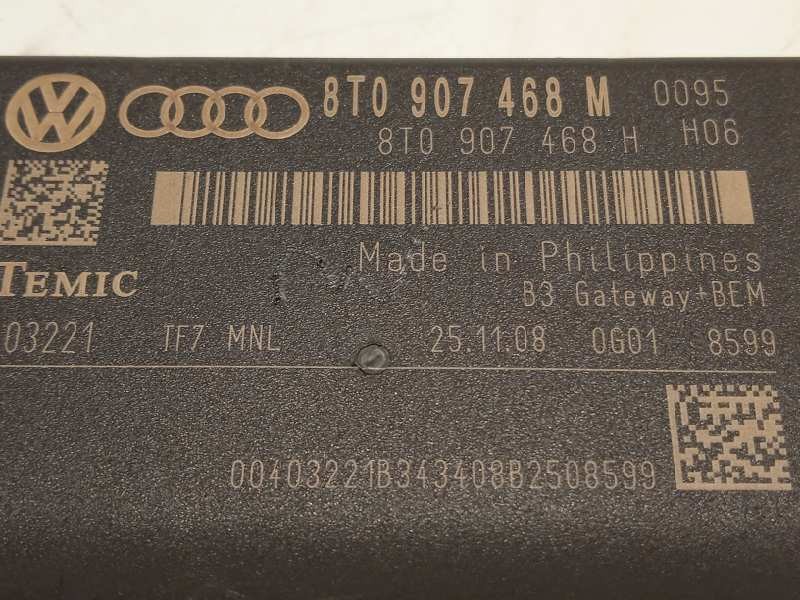 8T0 907 468 M 0095
8T0 907 468 H H06
TEMIC
Made in Philippines
B3 Gateway+BEM
03221 TF7 MNL 25.11.08 0G01 8599
00403221B343408B2508599